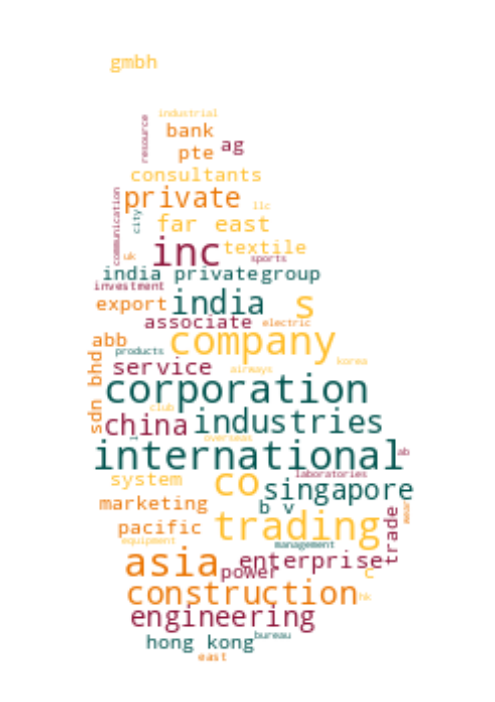 gmbh
industrial
resource
bank
ag
pte
consultants
private
communication
llc
city
far east
inc
textile
uk
sports
india private
group
investment
export
india
s
associate
electric
abb
company
products
korea
service
airways
sdn bhd
corporation
club
china
industries
overseas
international
ab
laboratories
system
co
singapore
marketing
b v
trading
trade
pacific
equipment
management
asia
enterprise
power
c
construction
hk
engineering
bureau
hong kong
east